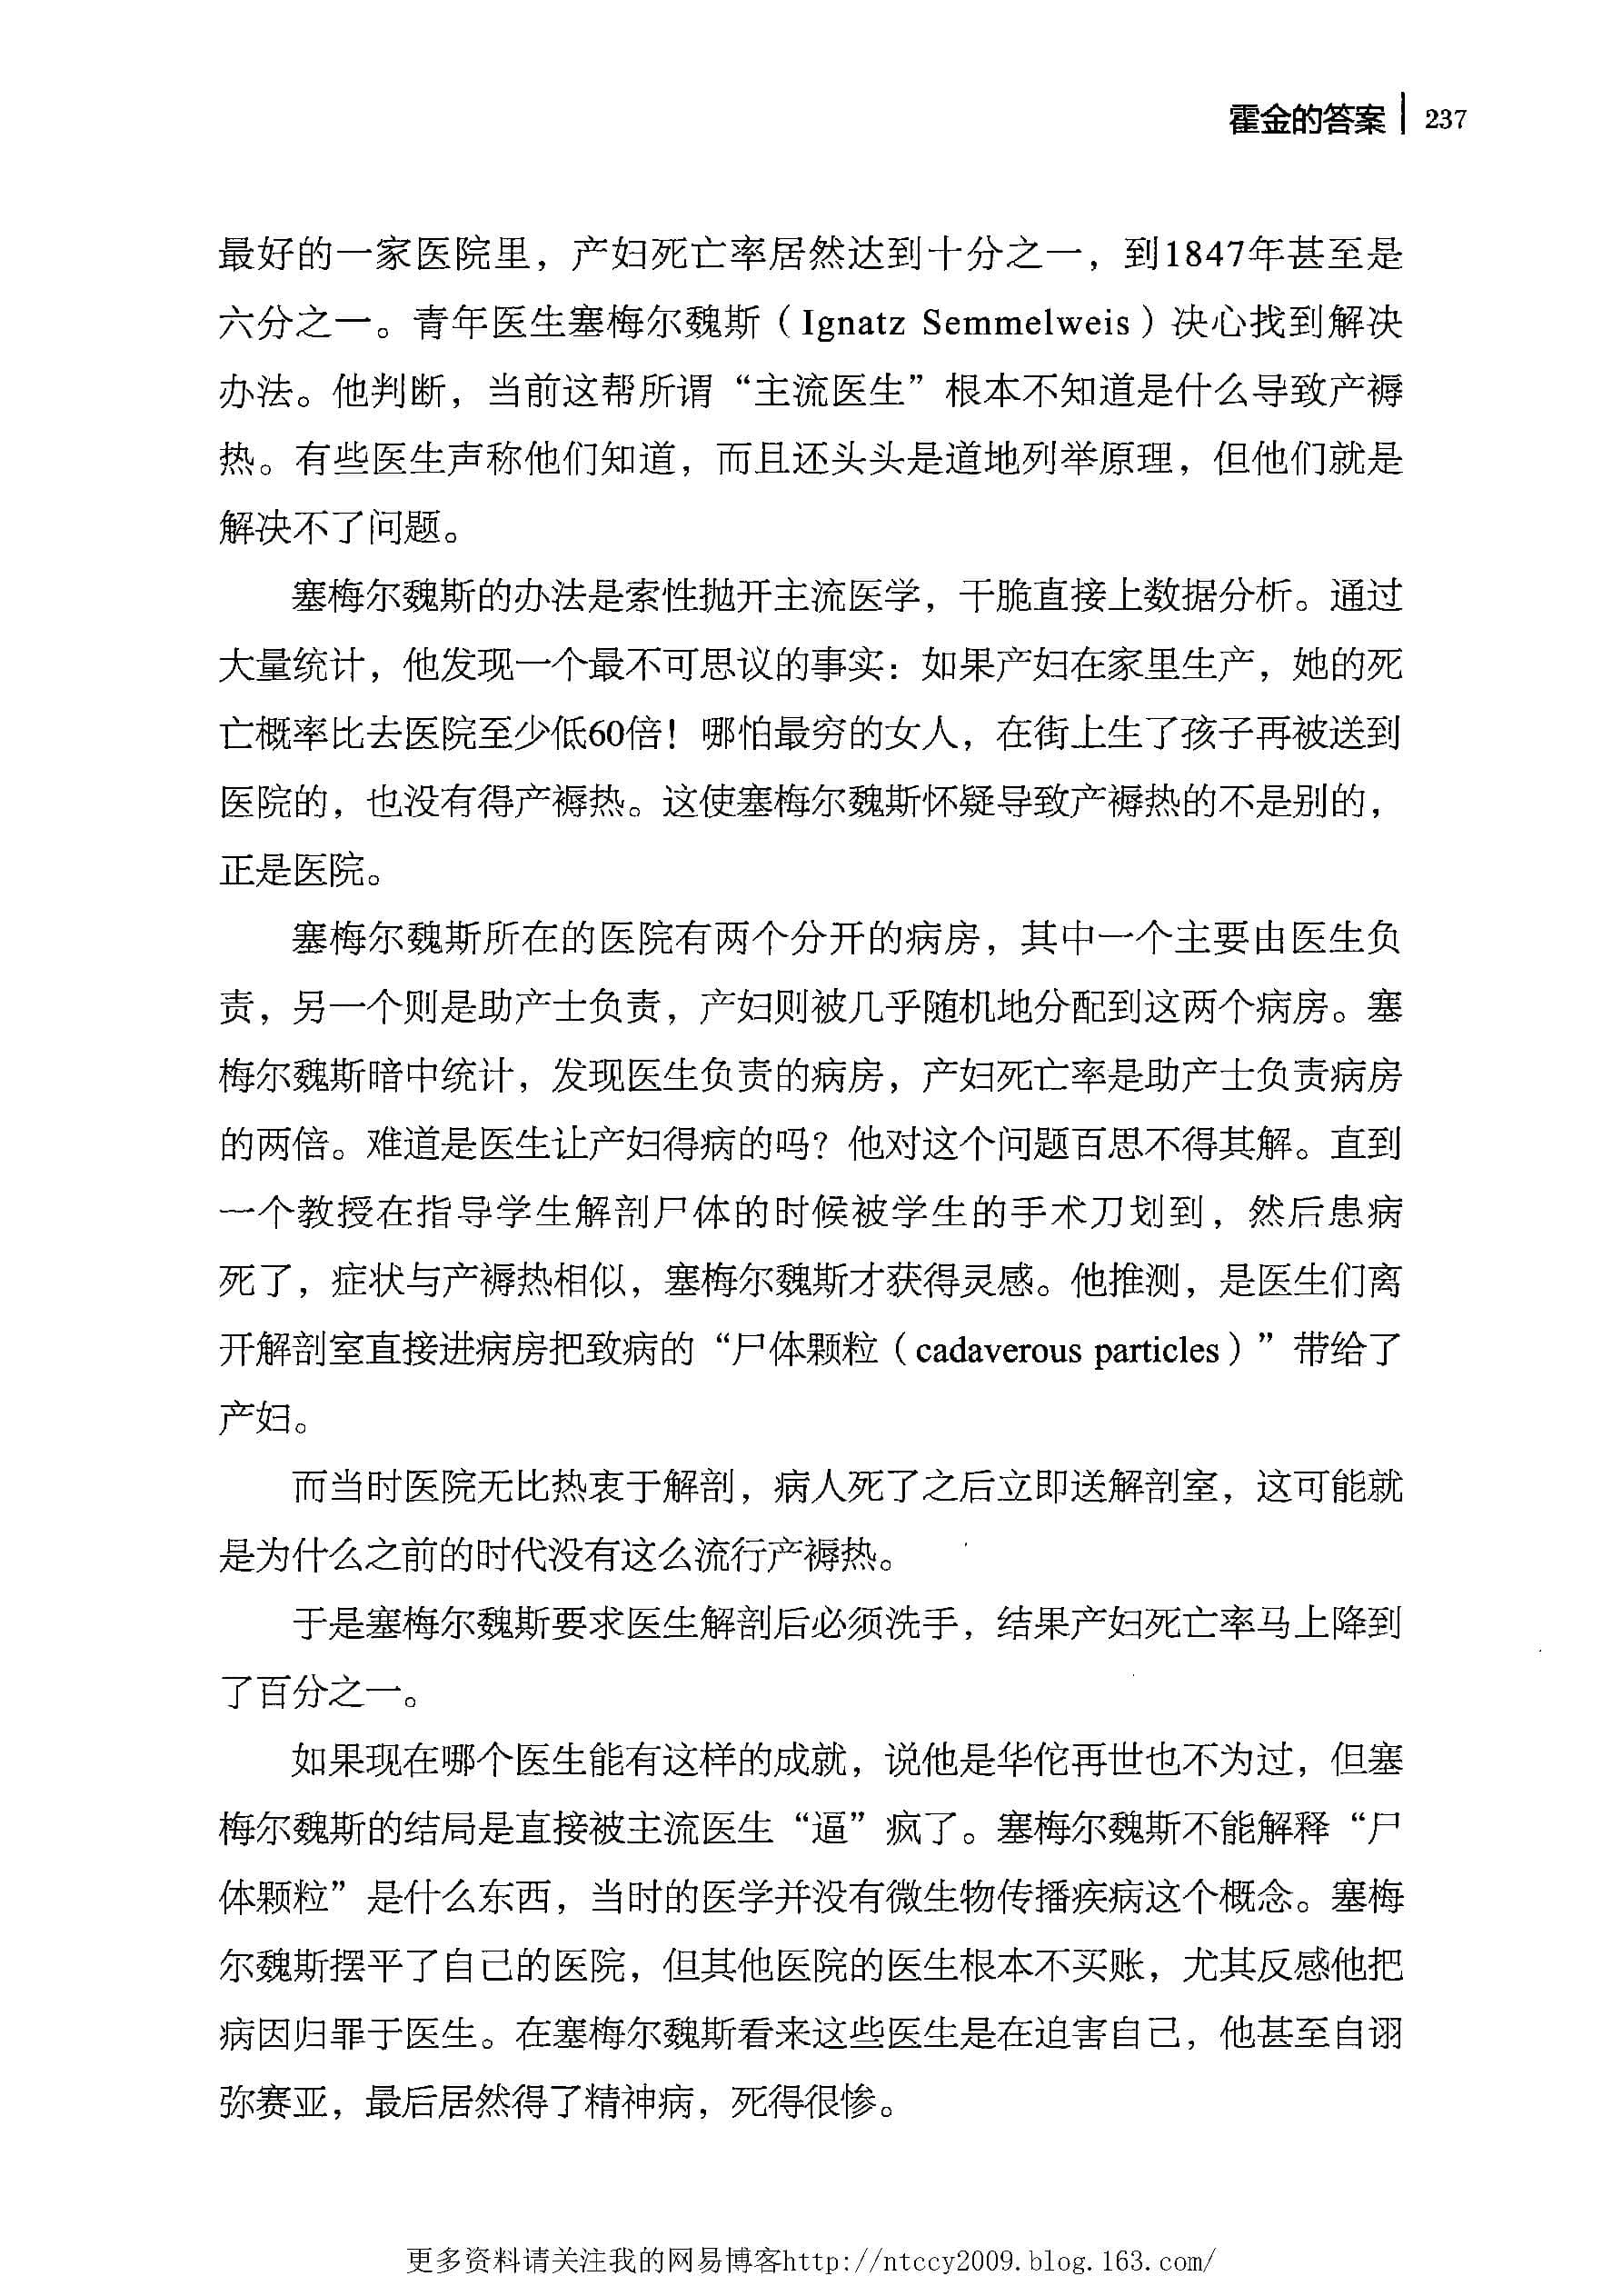 霍金的答案 237
最好的一家医院里，产妇死亡率居然达到十分之一，到1847年甚至是
六分之一。青年医生塞梅尔魏斯（Ignatz Semmelweis）决心找到解决
办法。他判断，当前这帮所谓“主流医生”根本不知道是什么导致产褥
热。有些医生声称他们知道，而且还头头是道地列举原理，但他们就是
解决不了问题。
塞梅尔魏斯的办法是索性抛开主流医学，干脆直接上数据分析。通过
大量统计，他发现一个最不可思议的事实：如果产妇在家里生产，她的死
亡概率比去医院至少低60倍！哪怕最穷的女人，在街上生了孩子再被送到
医院的，也没有得产褥热。这使塞梅尔魏斯怀疑导致产褥热的不是别的，
正是医院。
塞梅尔魏斯所在的医院有两个分开的病房，其中一个主要由医生负
责，另一个则是助产士负责，产妇则被几乎随机地分配到这两个病房。塞
梅尔魏斯暗中统计，发现医生负责的病房，产妇死亡率是助产士负责病房
的两倍。难道是医生让产妇得病的吗？他对这个问题百思不得其解。直到
一个教授在指导学生解剖尸体的时候被学生的手术刀划到，然后患病
死了，症状与产褥热相似，塞梅尔魏斯才获得灵感。他推测，是医生们离
开解剖室直接进病房把致病的“尸体颗粒（cadaverous particles）”带给了
产妇。
而当时医院无比热衷于解剖，病人死了之后立即送解剖室，这可能就
是为什么之前的时代没有这么流行产褥热。
于是塞梅尔魏斯要求医生解剖后必须洗手，结果产妇死亡率马上降到
了百分之一。
如果现在哪个医生能有这样的成就，说他是华佗再世也不为过，但塞
梅尔魏斯的结局是直接被主流医生“逼”疯了。塞梅尔魏斯不能解释“尸
体颗粒”是什么东西，当时的医学并没有微生物传播疾病这个概念。塞梅
尔魏斯摆平了自己的医院，但其他医院的医生根本不买账，尤其反感他把
病因归罪于医生。在塞梅尔魏斯看来这些医生是在迫害自己，他甚至自诩
弥赛亚，最后居然得了精神病，死得很惨。
更多资料请关注我的网易博客http://ntccy2009.blog.163.com/